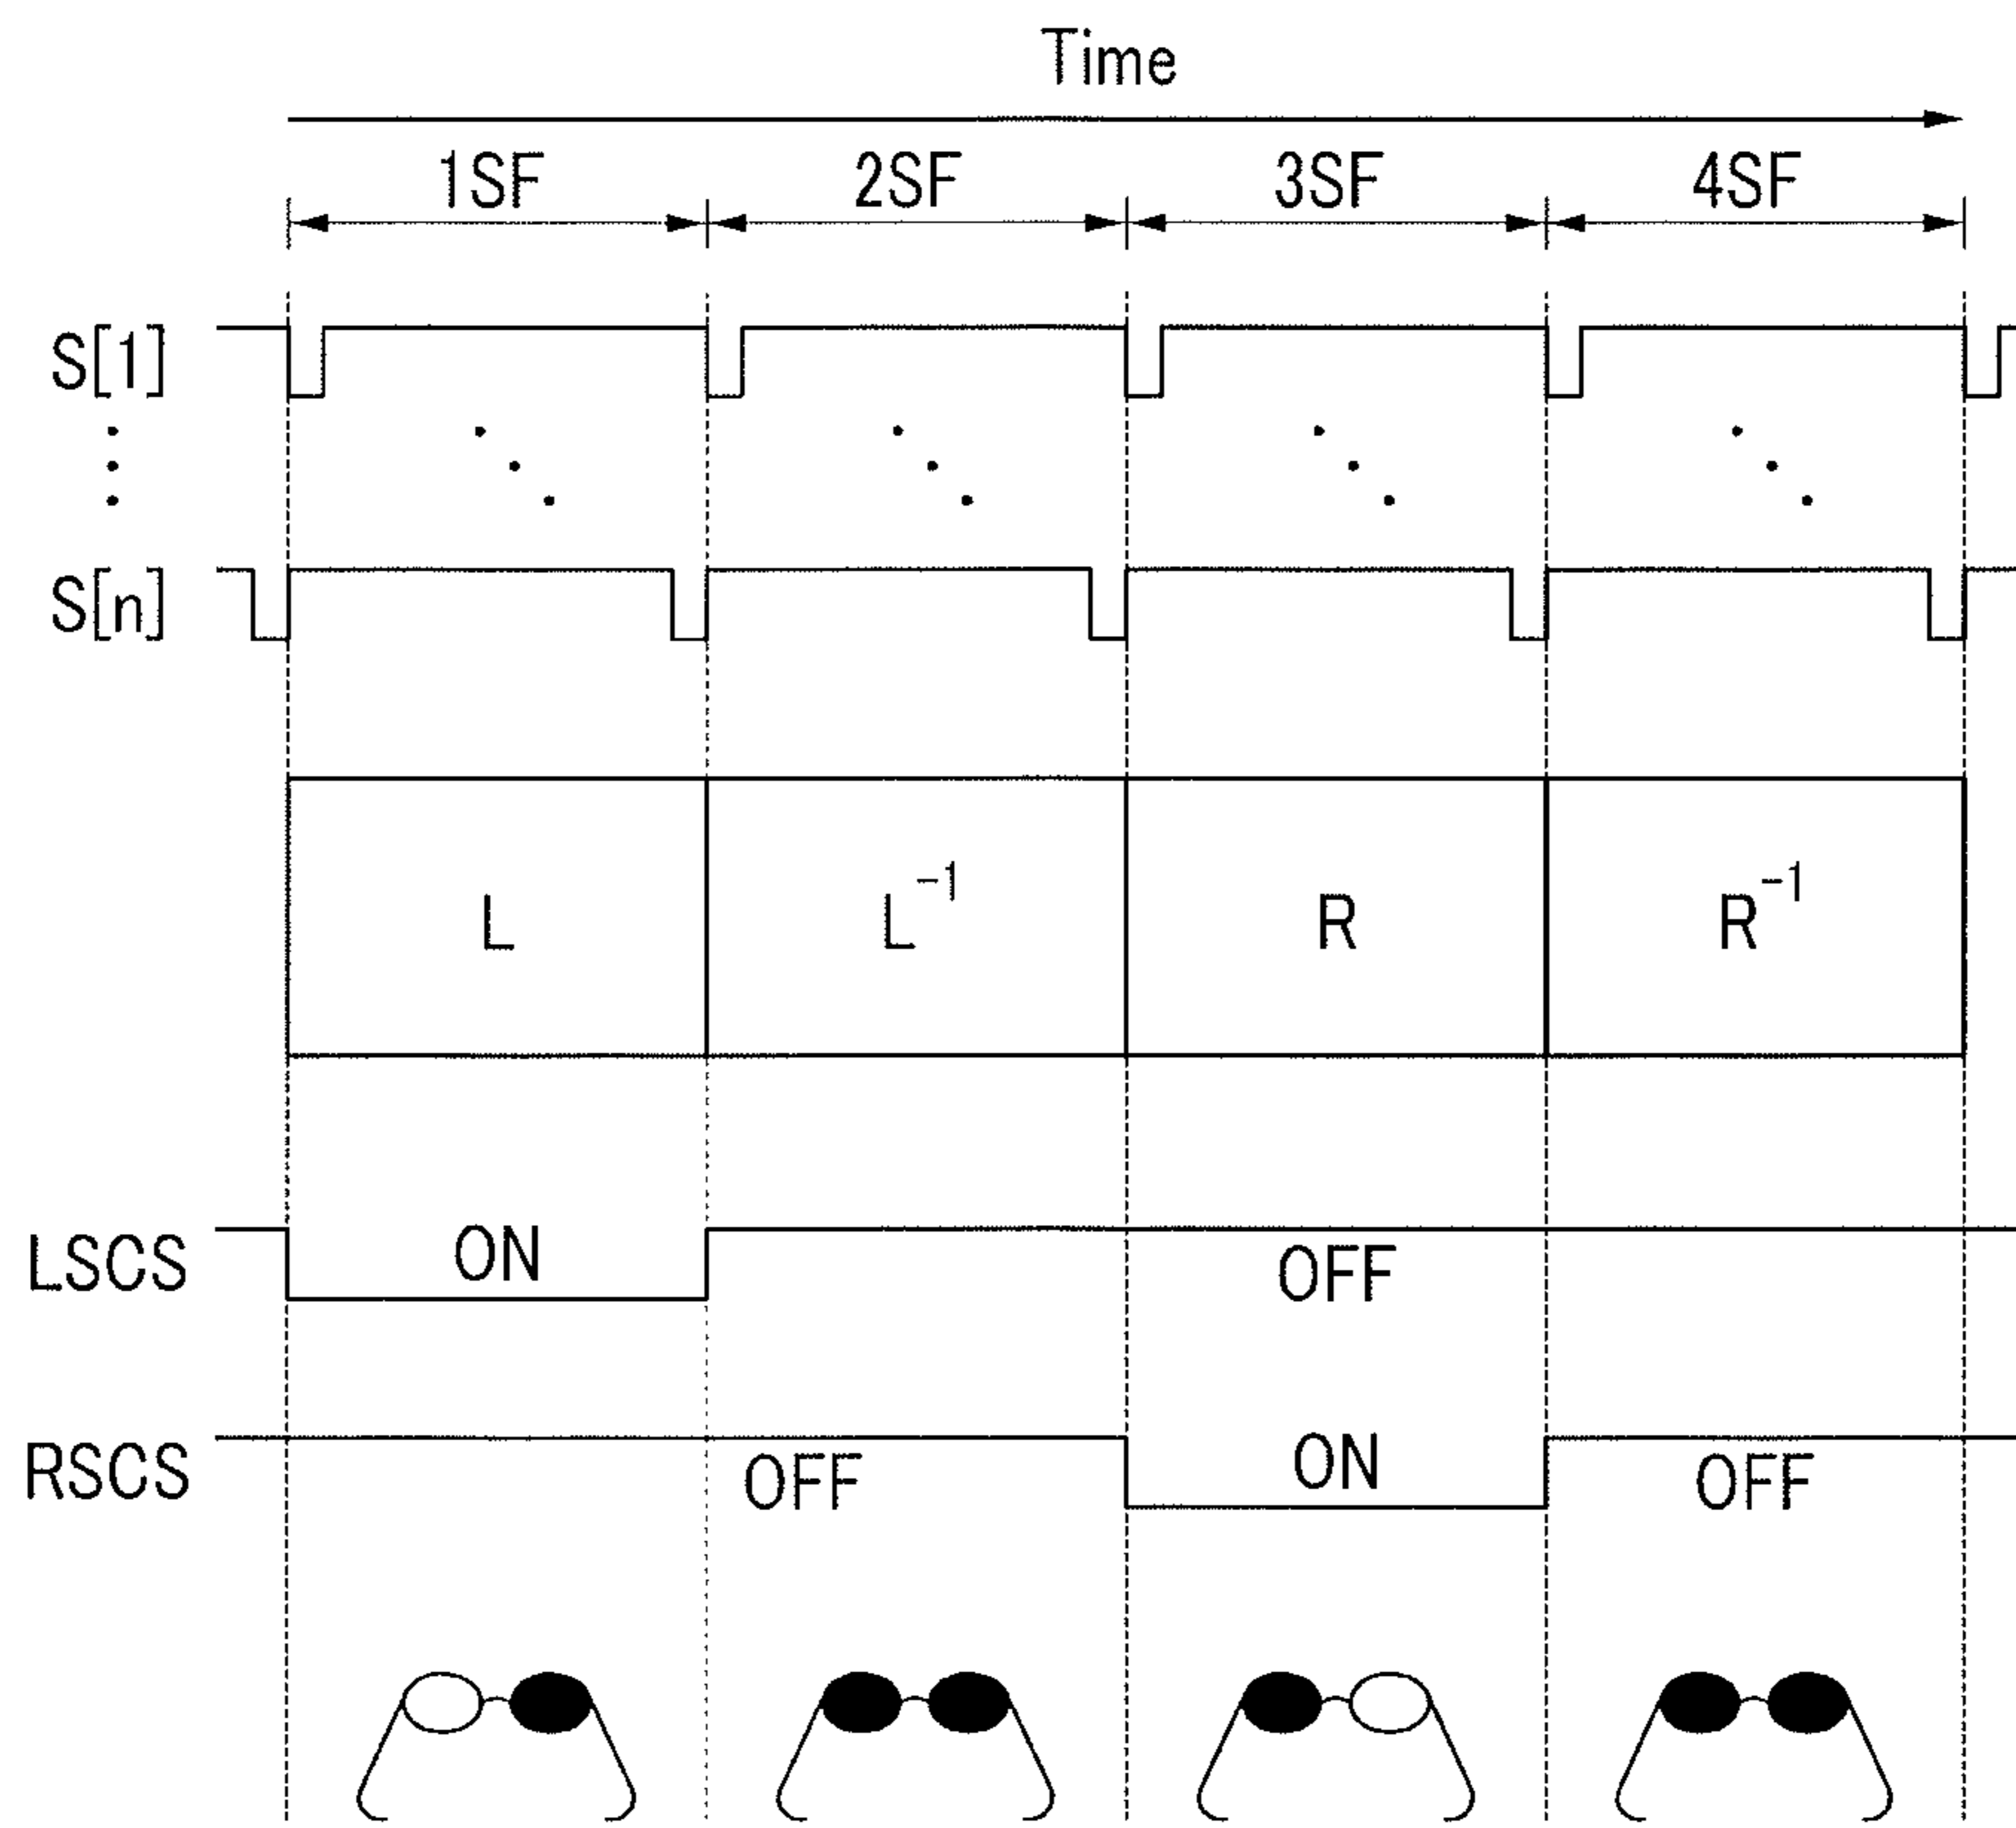 Time
1SF 2SF 3SF 4SF
S[1]
S[n]
L L⁻¹ R R⁻¹
LSCS ON OFF
RSCS OFF ON OFF